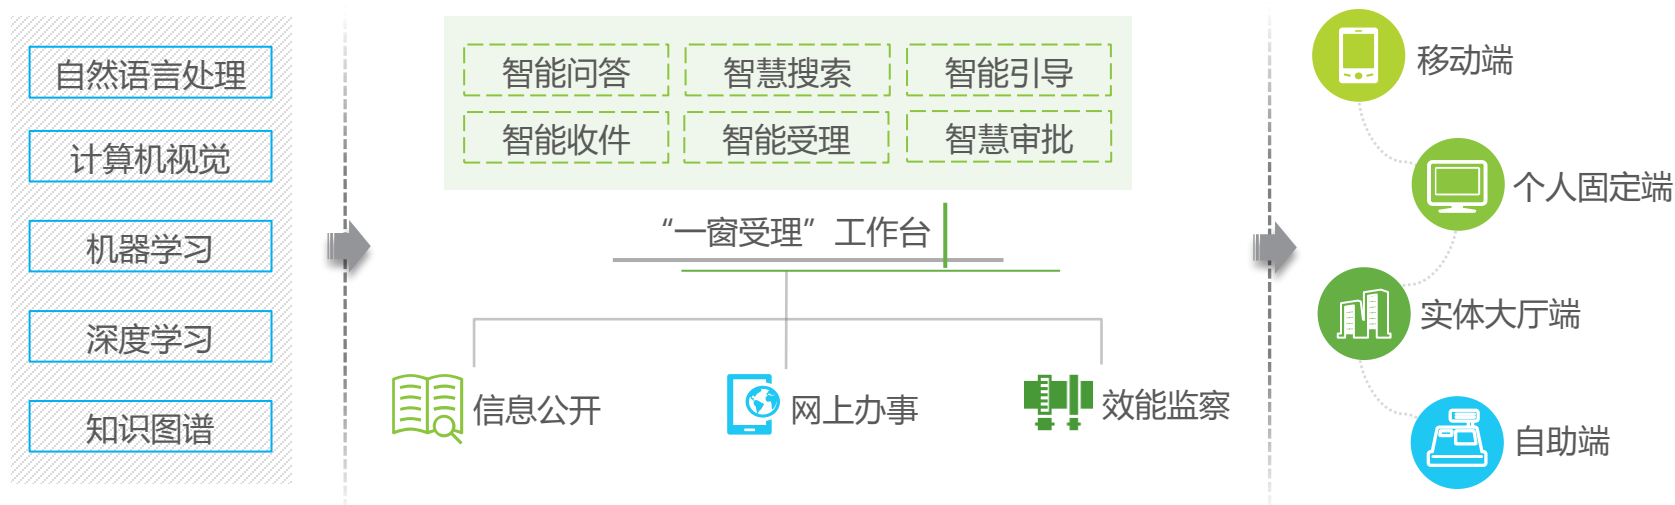 自然语言处理
计算机视觉
机器学习
深度学习
知识图谱
智能问答
智慧搜索
智能引导
智能收件
智能受理
智慧审批
“一窗受理”工作台
信息公开
网上办事
效能监察
移动端
个人固定端
实体大厅端
自助端